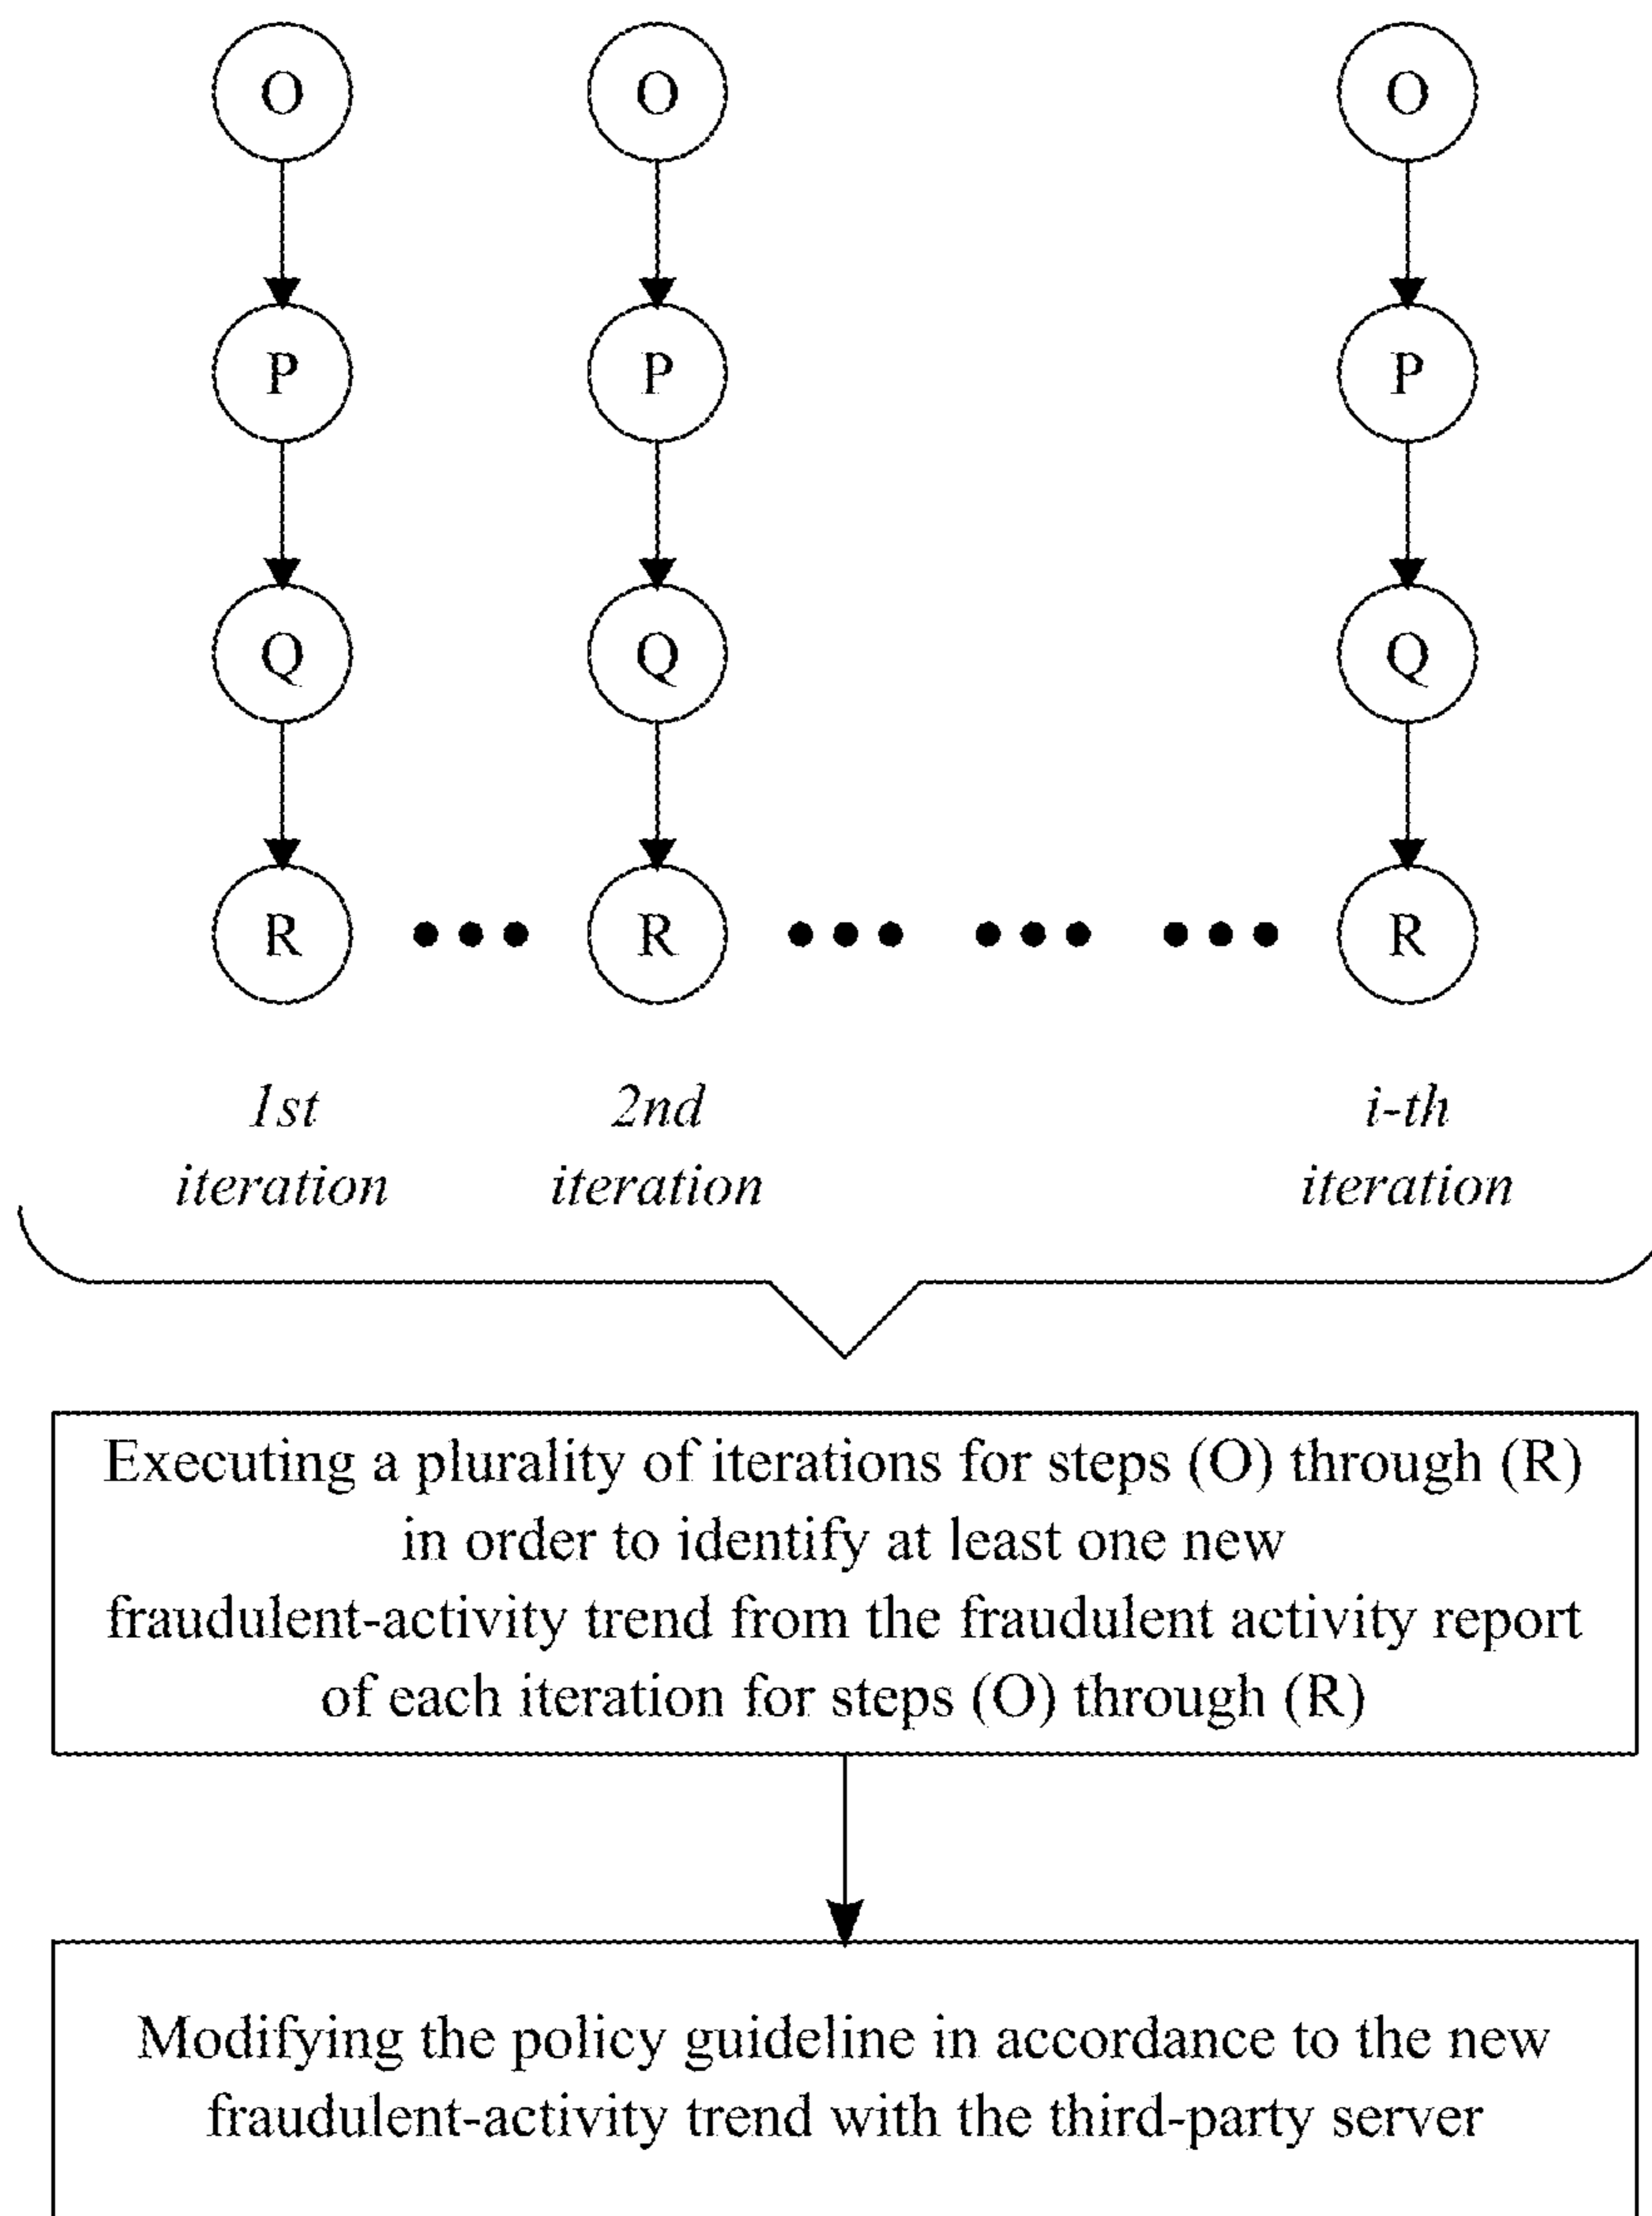 O O O
P P P
Q Q Q
R R R
1st 2nd i-th
iteration iteration iteration
Executing a plurality of iterations for steps (O) through (R)
in order to identify at least one new
fraudulent-activity trend from the fraudulent activity report
of each iteration for steps (O) through (R)
Modifying the policy guideline in accordance to the new
fraudulent-activity trend with the third-party server